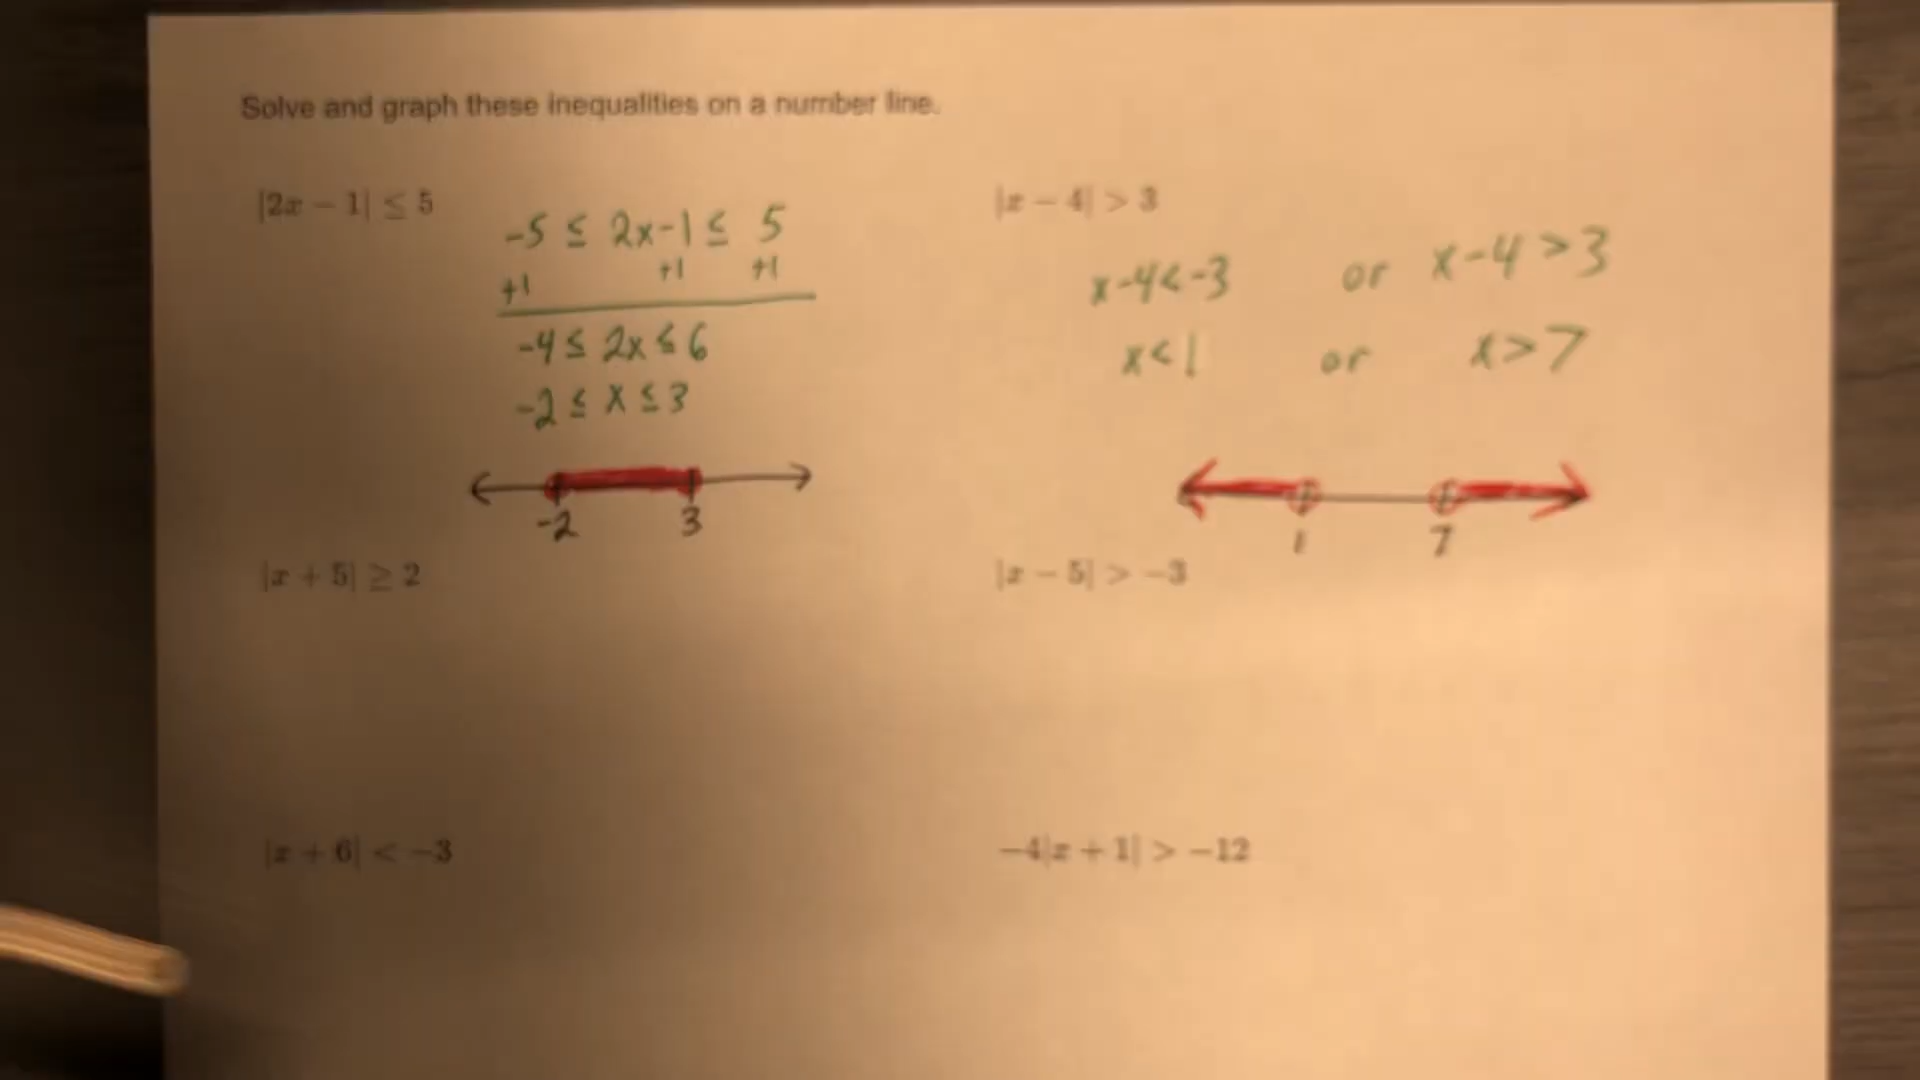 Solve and graph these inequalities on a number line.
|2x − 1| ≤ 5
-5 ≤ 2x-1 ≤ 5
+1 +1 +1
-4 ≤ 2x ≤ 6
-2 ≤ x ≤ 3
-2 3
|x − 4| > 3
x-4<-3 or x-4>3
x<1 or x>7
1 7
|x + 5| ≥ 2
|x − 5| > −3
|x + 6| < −3
−4|x + 1| > −12